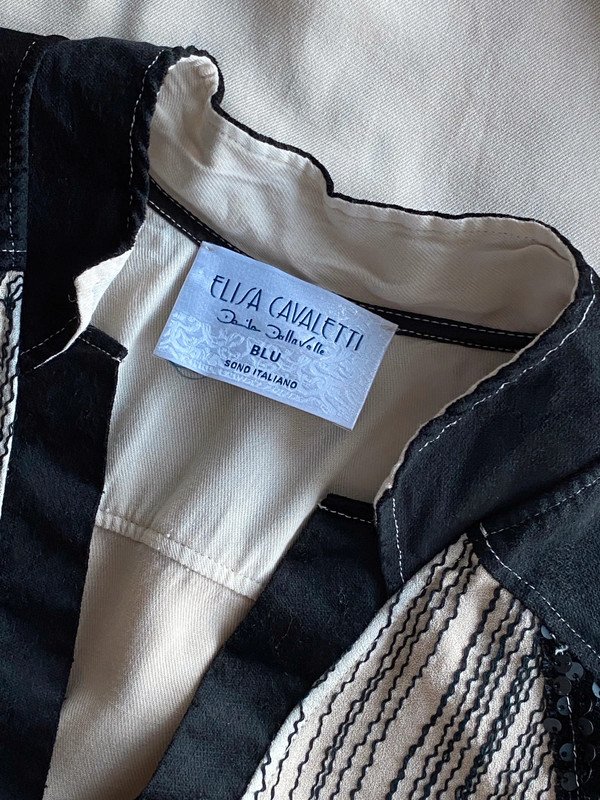 ELISA CAVALETTI
Daniela Dallavalle
BLU
SONO ITALIANO